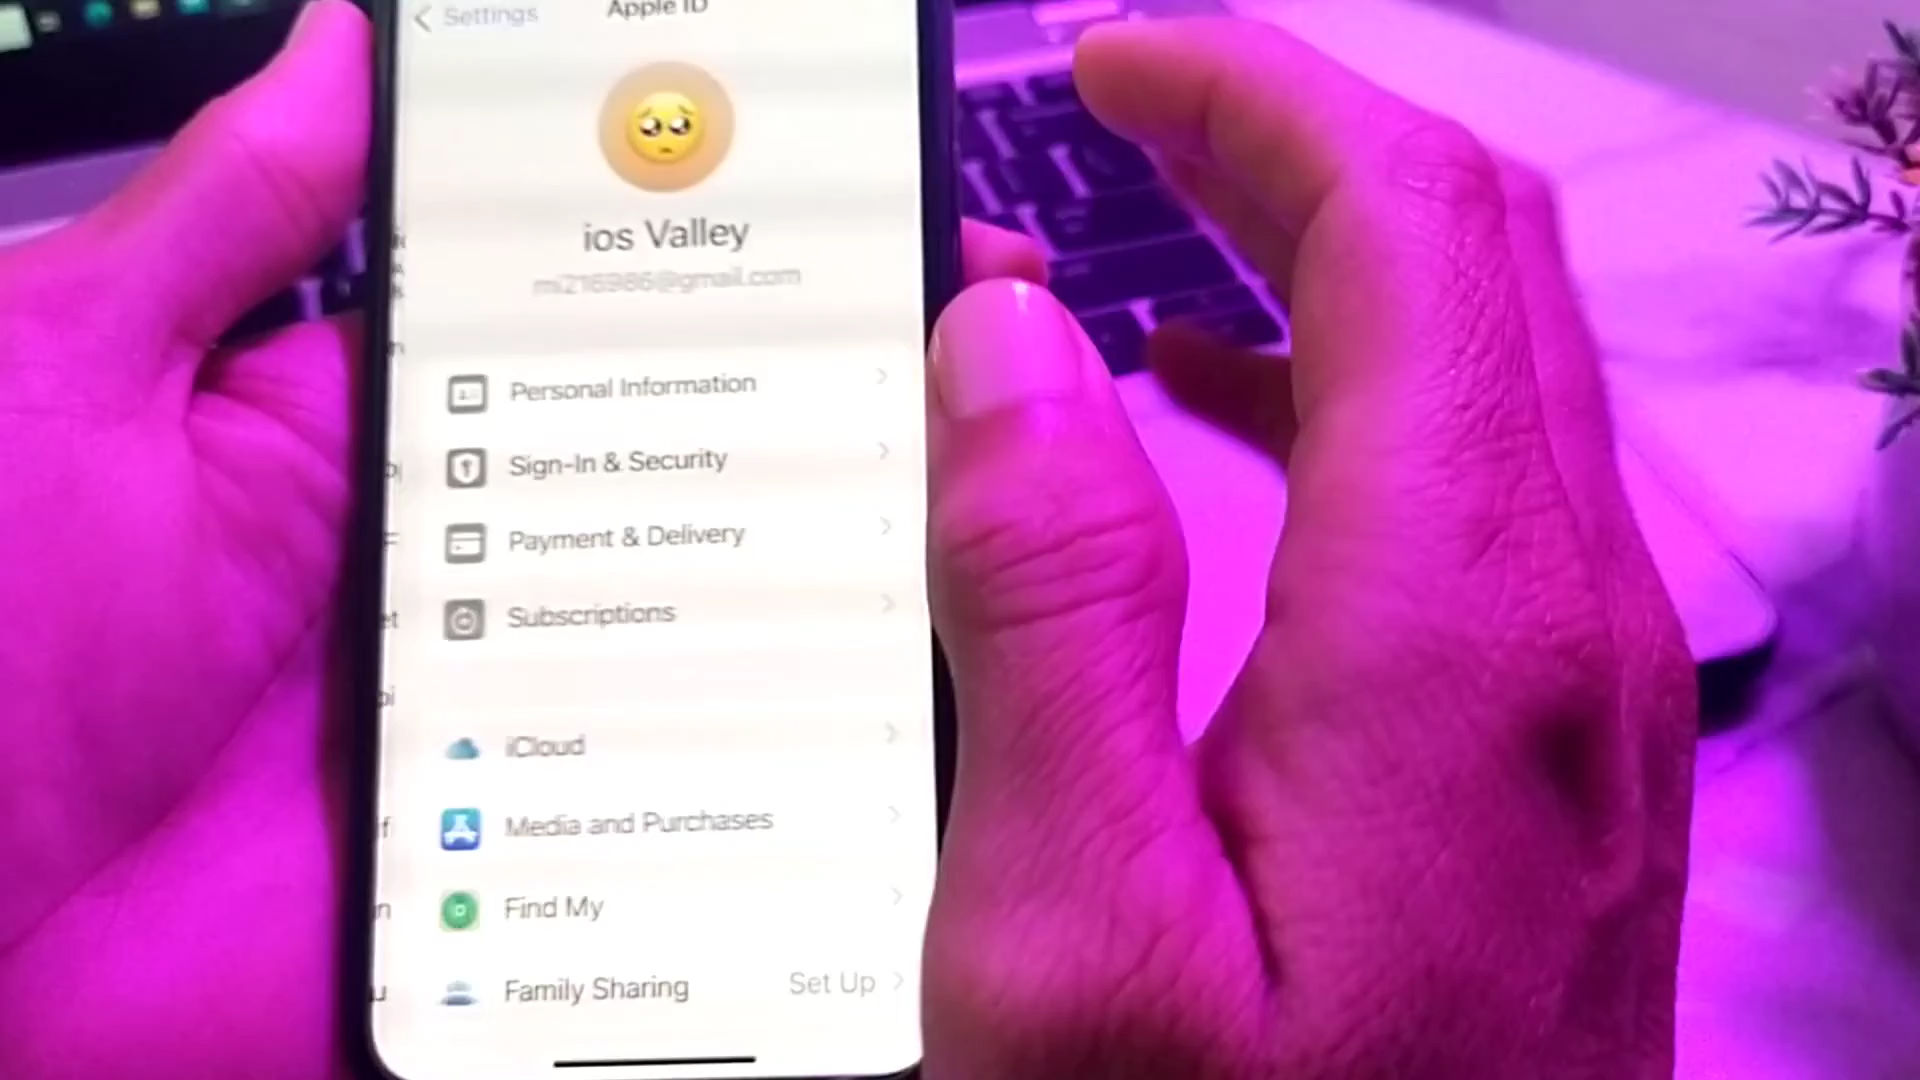 Settings
Apple ID
ios Valley
mi216986@gmail.com
Personal Information
Sign-In & Security
Payment & Delivery
Subscriptions
iCloud
Media and Purchases
Find My
Family Sharing Set Up